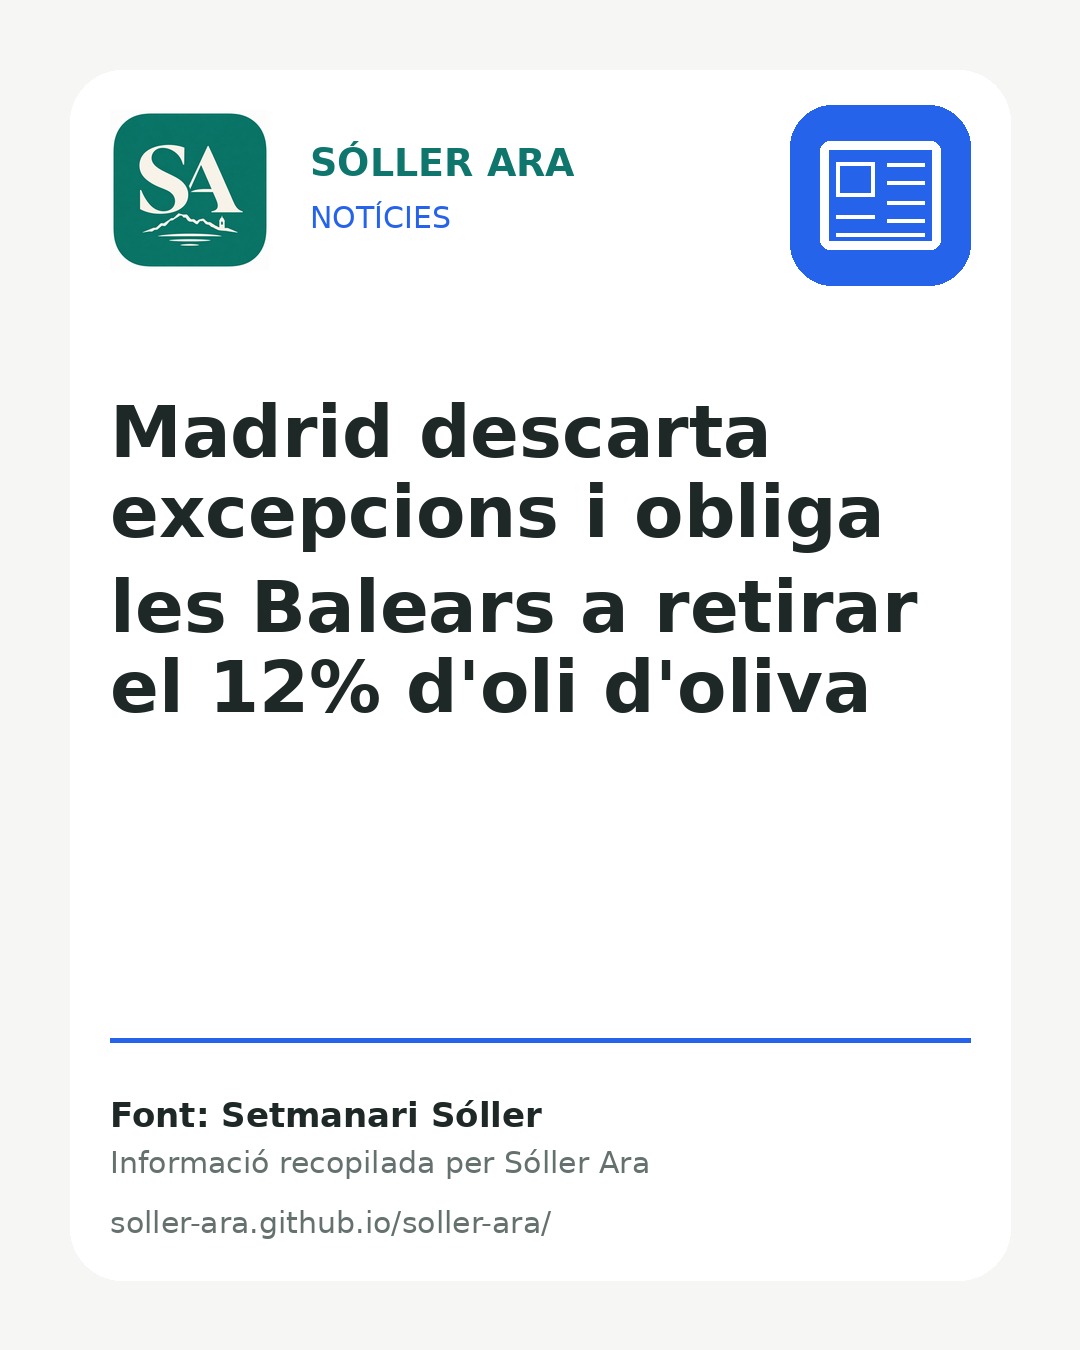 SA
SÓLLER ARA
NOTÍCIES
Madrid descarta
excepcions i obliga
les Balears a retirar
el 12% d'oli d'oliva
Font: Setmanari Sóller
Informació recopilada per Sóller Ara
soller-ara.github.io/soller-ara/